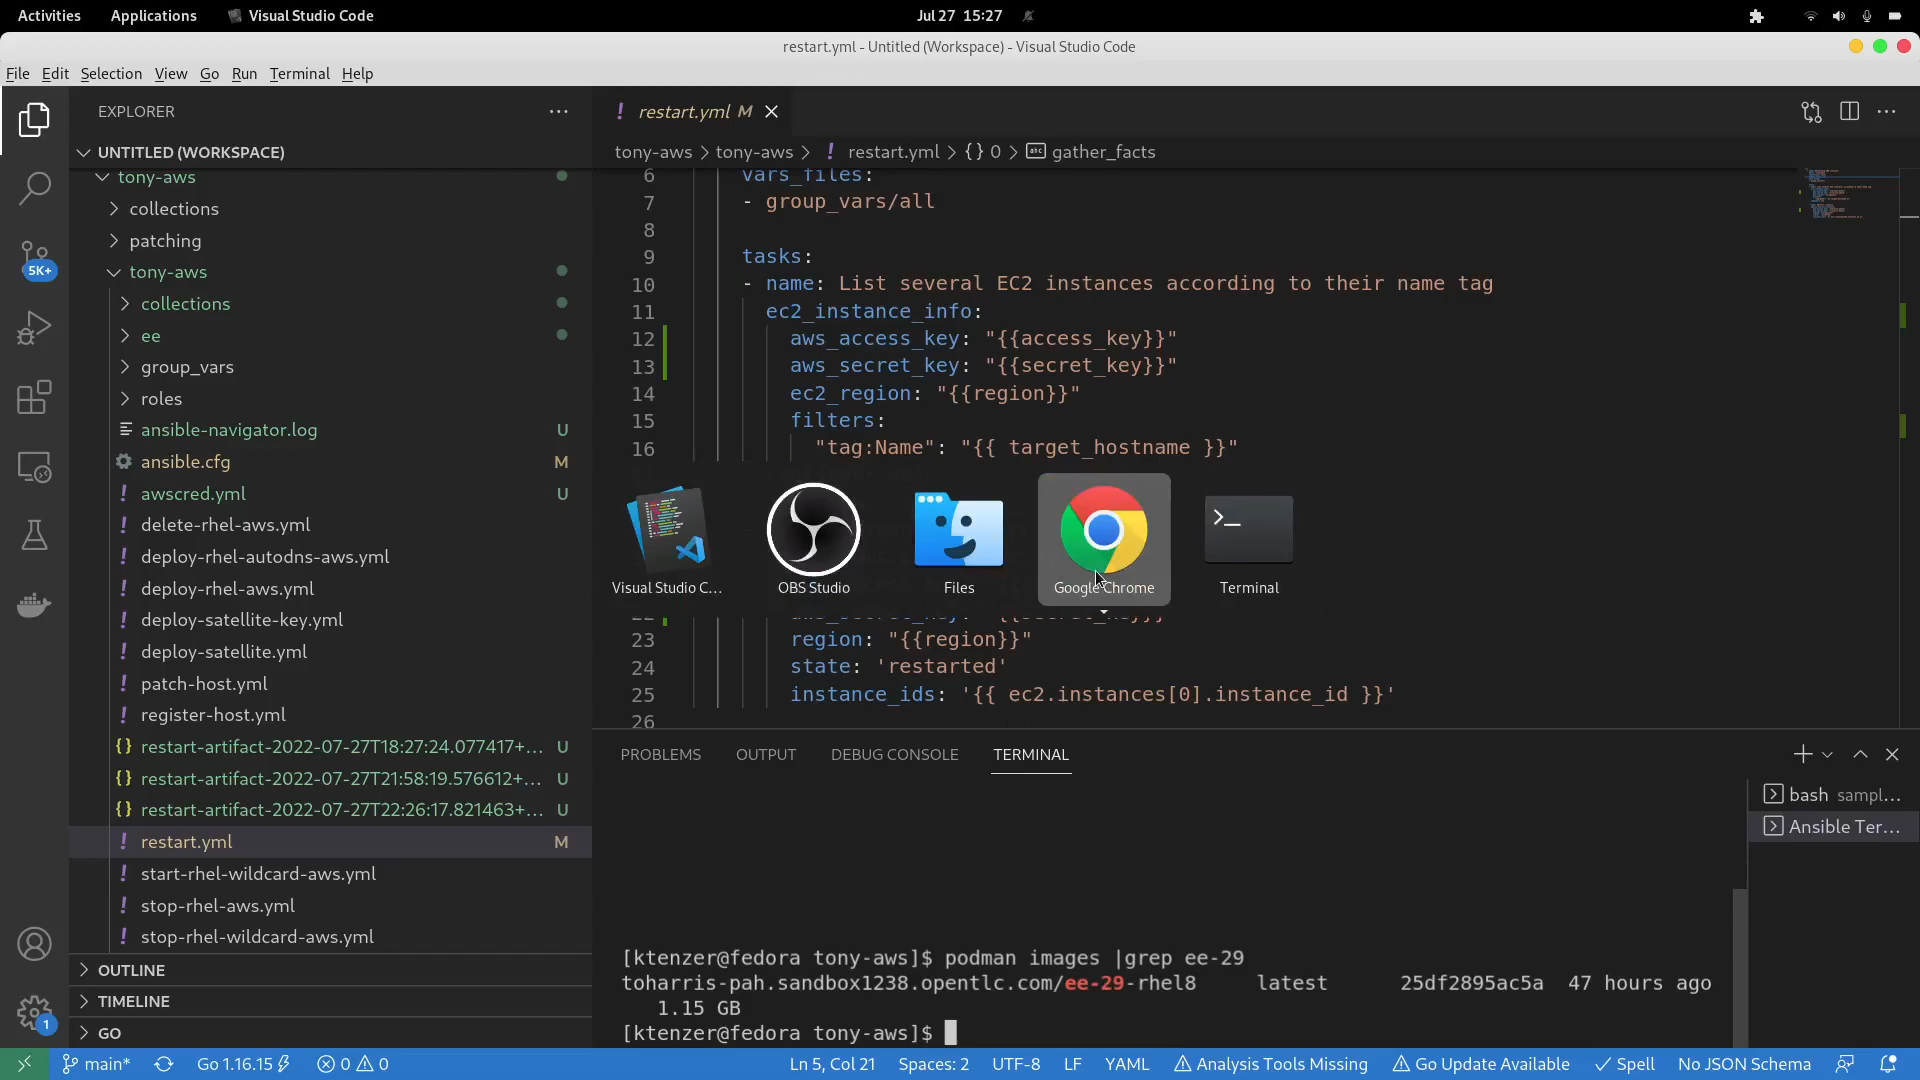 Activities Applications Visual Studio Code Jul 27 15:27
restart.yml - Untitled (Workspace) - Visual Studio Code
File Edit Selection View Go Run Terminal Help
EXPLORER
UNTITLED (WORKSPACE)
tony-aws
collections
patching
tony-aws
collections
ee
group_vars
roles
ansible-navigator.log U
ansible.cfg M
awscred.yml U
delete-rhel-aws.yml
deploy-rhel-autodns-aws.yml
deploy-rhel-aws.yml
deploy-satellite-key.yml
deploy-satellite.yml
patch-host.yml
register-host.yml
restart-artifact-2022-07-27T18:27:24.077417+... U
restart-artifact-2022-07-27T21:58:19.576612+... U
restart-artifact-2022-07-27T22:26:17.821463+... U
restart.yml M
start-rhel-wildcard-aws.yml
stop-rhel-aws.yml
stop-rhel-wildcard-aws.yml
OUTLINE
TIMELINE
GO
5K+
1
restart.yml M
tony-aws > tony-aws > ! restart.yml > {} 0 > abc gather_facts
6 vars_files:
7 - group_vars/all
8
9 tasks:
10 - name: List several EC2 instances according to their name tag
11 ec2_instance_info:
12 aws_access_key: "{{access_key}}"
13 aws_secret_key: "{{secret_key}}"
14 ec2_region: "{{region}}"
15 filters:
16 "tag:Name": "{{ target_hostname }}"
Visual Studio C... OBS Studio Files Google Chrome Terminal
22 aws_secret_key: "{{secret_key}}"
23 region: "{{region}}"
24 state: 'restarted'
25 instance_ids: '{{ ec2.instances[0].instance_id }}'
26
PROBLEMS OUTPUT DEBUG CONSOLE TERMINAL
bash sampl...
Ansible Ter...
[ktenzer@fedora tony-aws]$ podman images |grep ee-29
toharris-pah.sandbox1238.opentlc.com/ee-29-rhel8 latest 25df2895ac5a 47 hours ago
1.15 GB
[ktenzer@fedora tony-aws]$
main* Go 1.16.15 0 0 Ln 5, Col 21 Spaces: 2 UTF-8 LF YAML Analysis Tools Missing Go Update Available Spell No JSON Schema